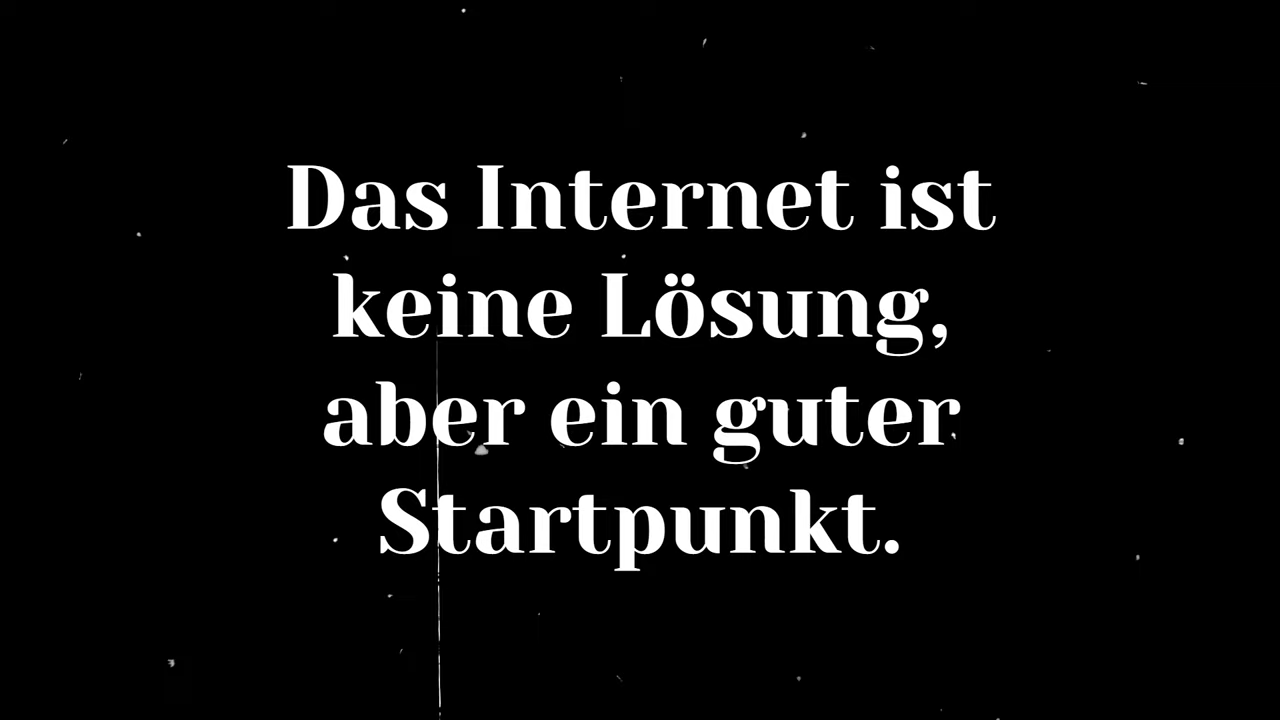 Das Internet ist
keine Lösung,
aber ein guter
Startpunkt.